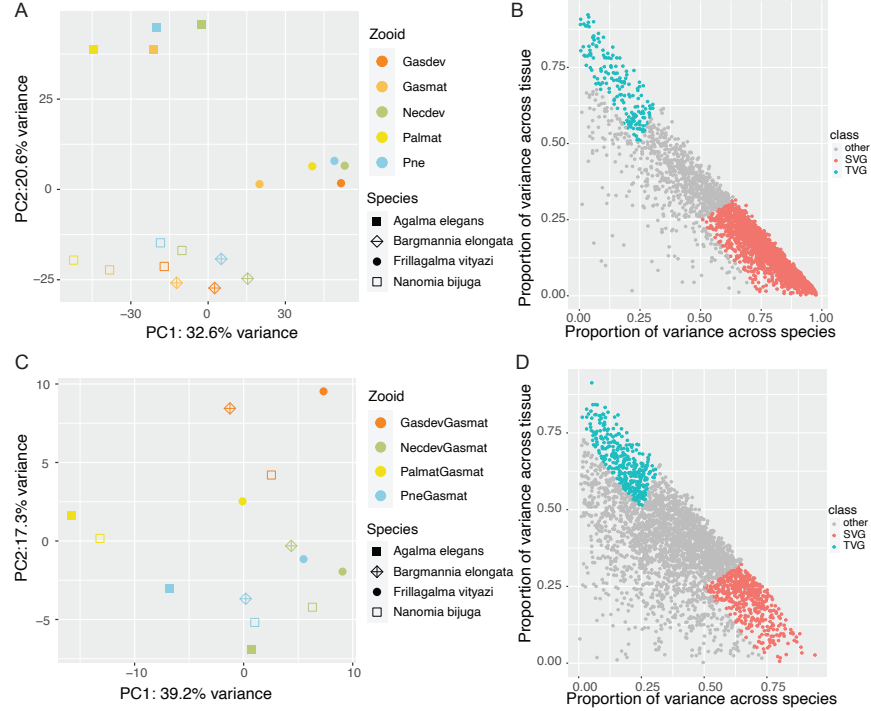 A
PC2:20.6% variance
25
0
−25
−30
0
30
PC1: 32.6% variance
Zooid
Gasdev
Gasmat
Necdev
Palmat
Pne
Species
Agalma elegans
Bargmannia elongata
Frillagalma vityazi
Nanomia bijuga
B
Proportion of variance across tissue
0.75
0.50
0.25
0.00
0.00
0.25
0.50
0.75
1.00
Proportion of variance across species
class
other
SVG
TVG
C
PC2:17.3% variance
10
5
0
−5
−10
0
10
PC1: 39.2% variance
Zooid
GasdevGasmat
NecdevGasmat
PalmatGasmat
PneGasmat
Species
Agalma elegans
Bargmannia elongata
Frillagalma vityazi
Nanomia bijuga
D
Proportion of variance across tissue
0.75
0.50
0.25
0.00
0.00
0.25
0.50
0.75
Proportion of variance across species
class
other
SVG
TVG